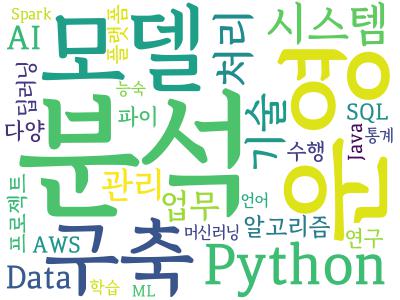 Spark
AI
모델
플랫폼
처리
시스템
딥러닝
다양
능숙
파이
분석
기술
운영
SQL
Java
통계
수행
관리
업무
프로젝트
AWS
구축
언어
알고리즘
연구
머신러닝
Data
학습
ML
Python